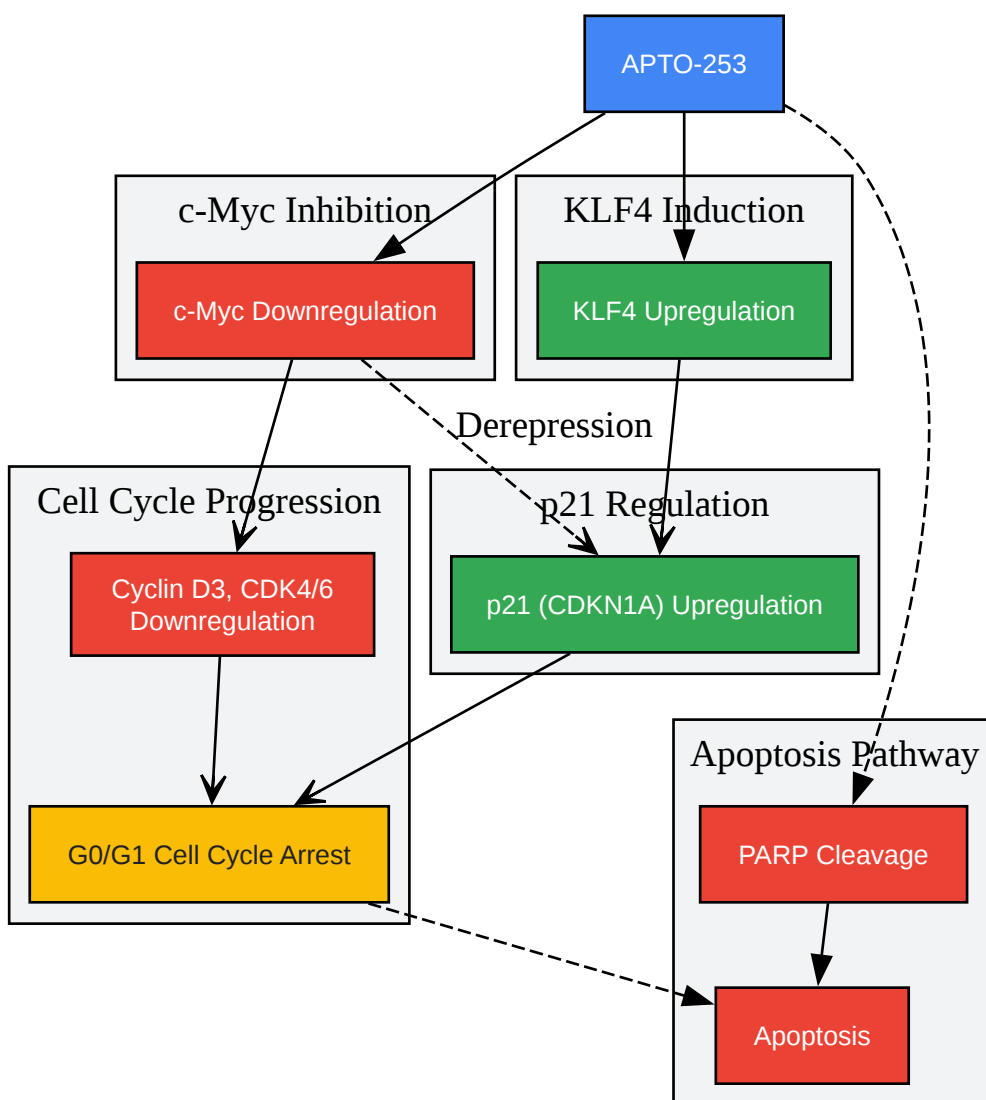 APTO-253
c-Myc Inhibition
KLF4 Induction
c-Myc Downregulation
KLF4 Upregulation
Derepression
Cell Cycle Progression
p21 Regulation
Cyclin D3, CDK4/6
Downregulation
p21 (CDKN1A) Upregulation
Apoptosis Pathway
G0/G1 Cell Cycle Arrest
PARP Cleavage
Apoptosis